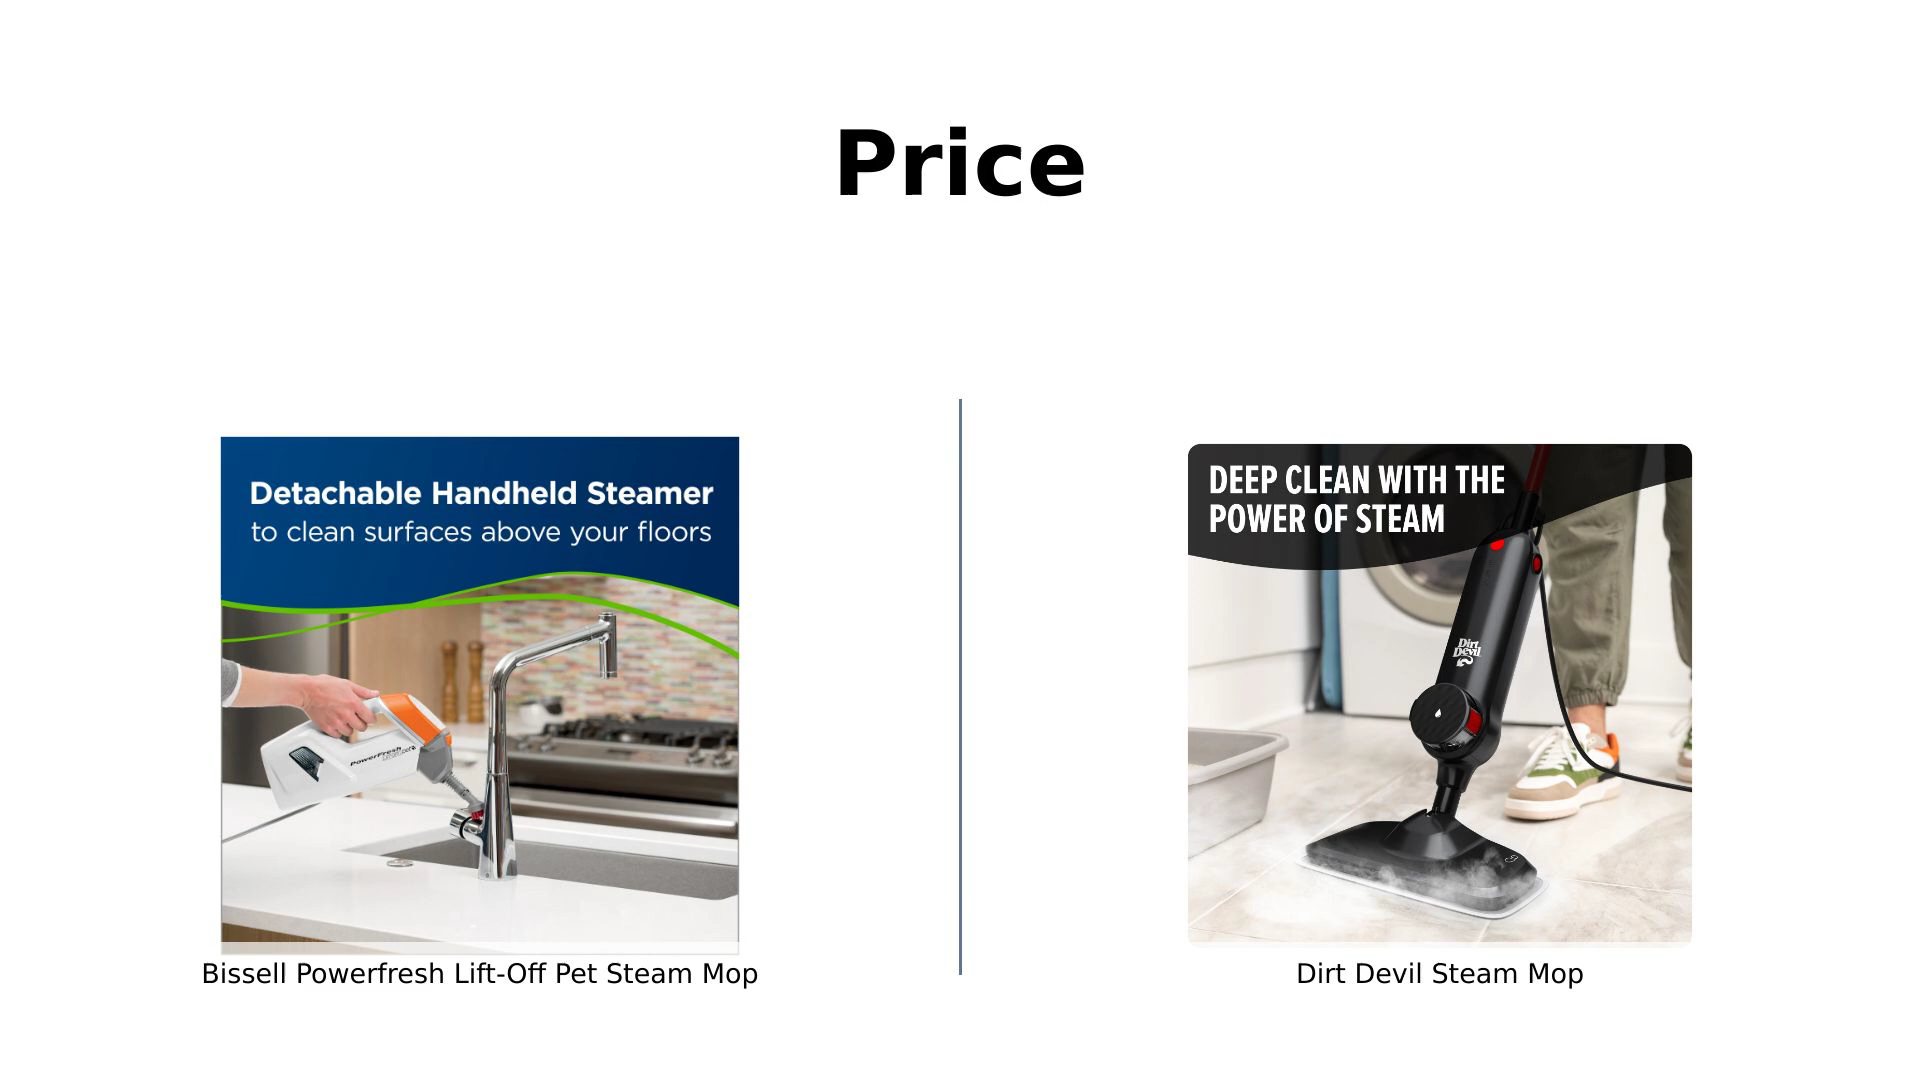 Price
Detachable Handheld Steamer
to clean surfaces above your floors
PowerFresh
Bissell Powerfresh Lift-Off Pet Steam Mop
DEEP CLEAN WITH THE
POWER OF STEAM
Dirt
Devil
Dirt Devil Steam Mop